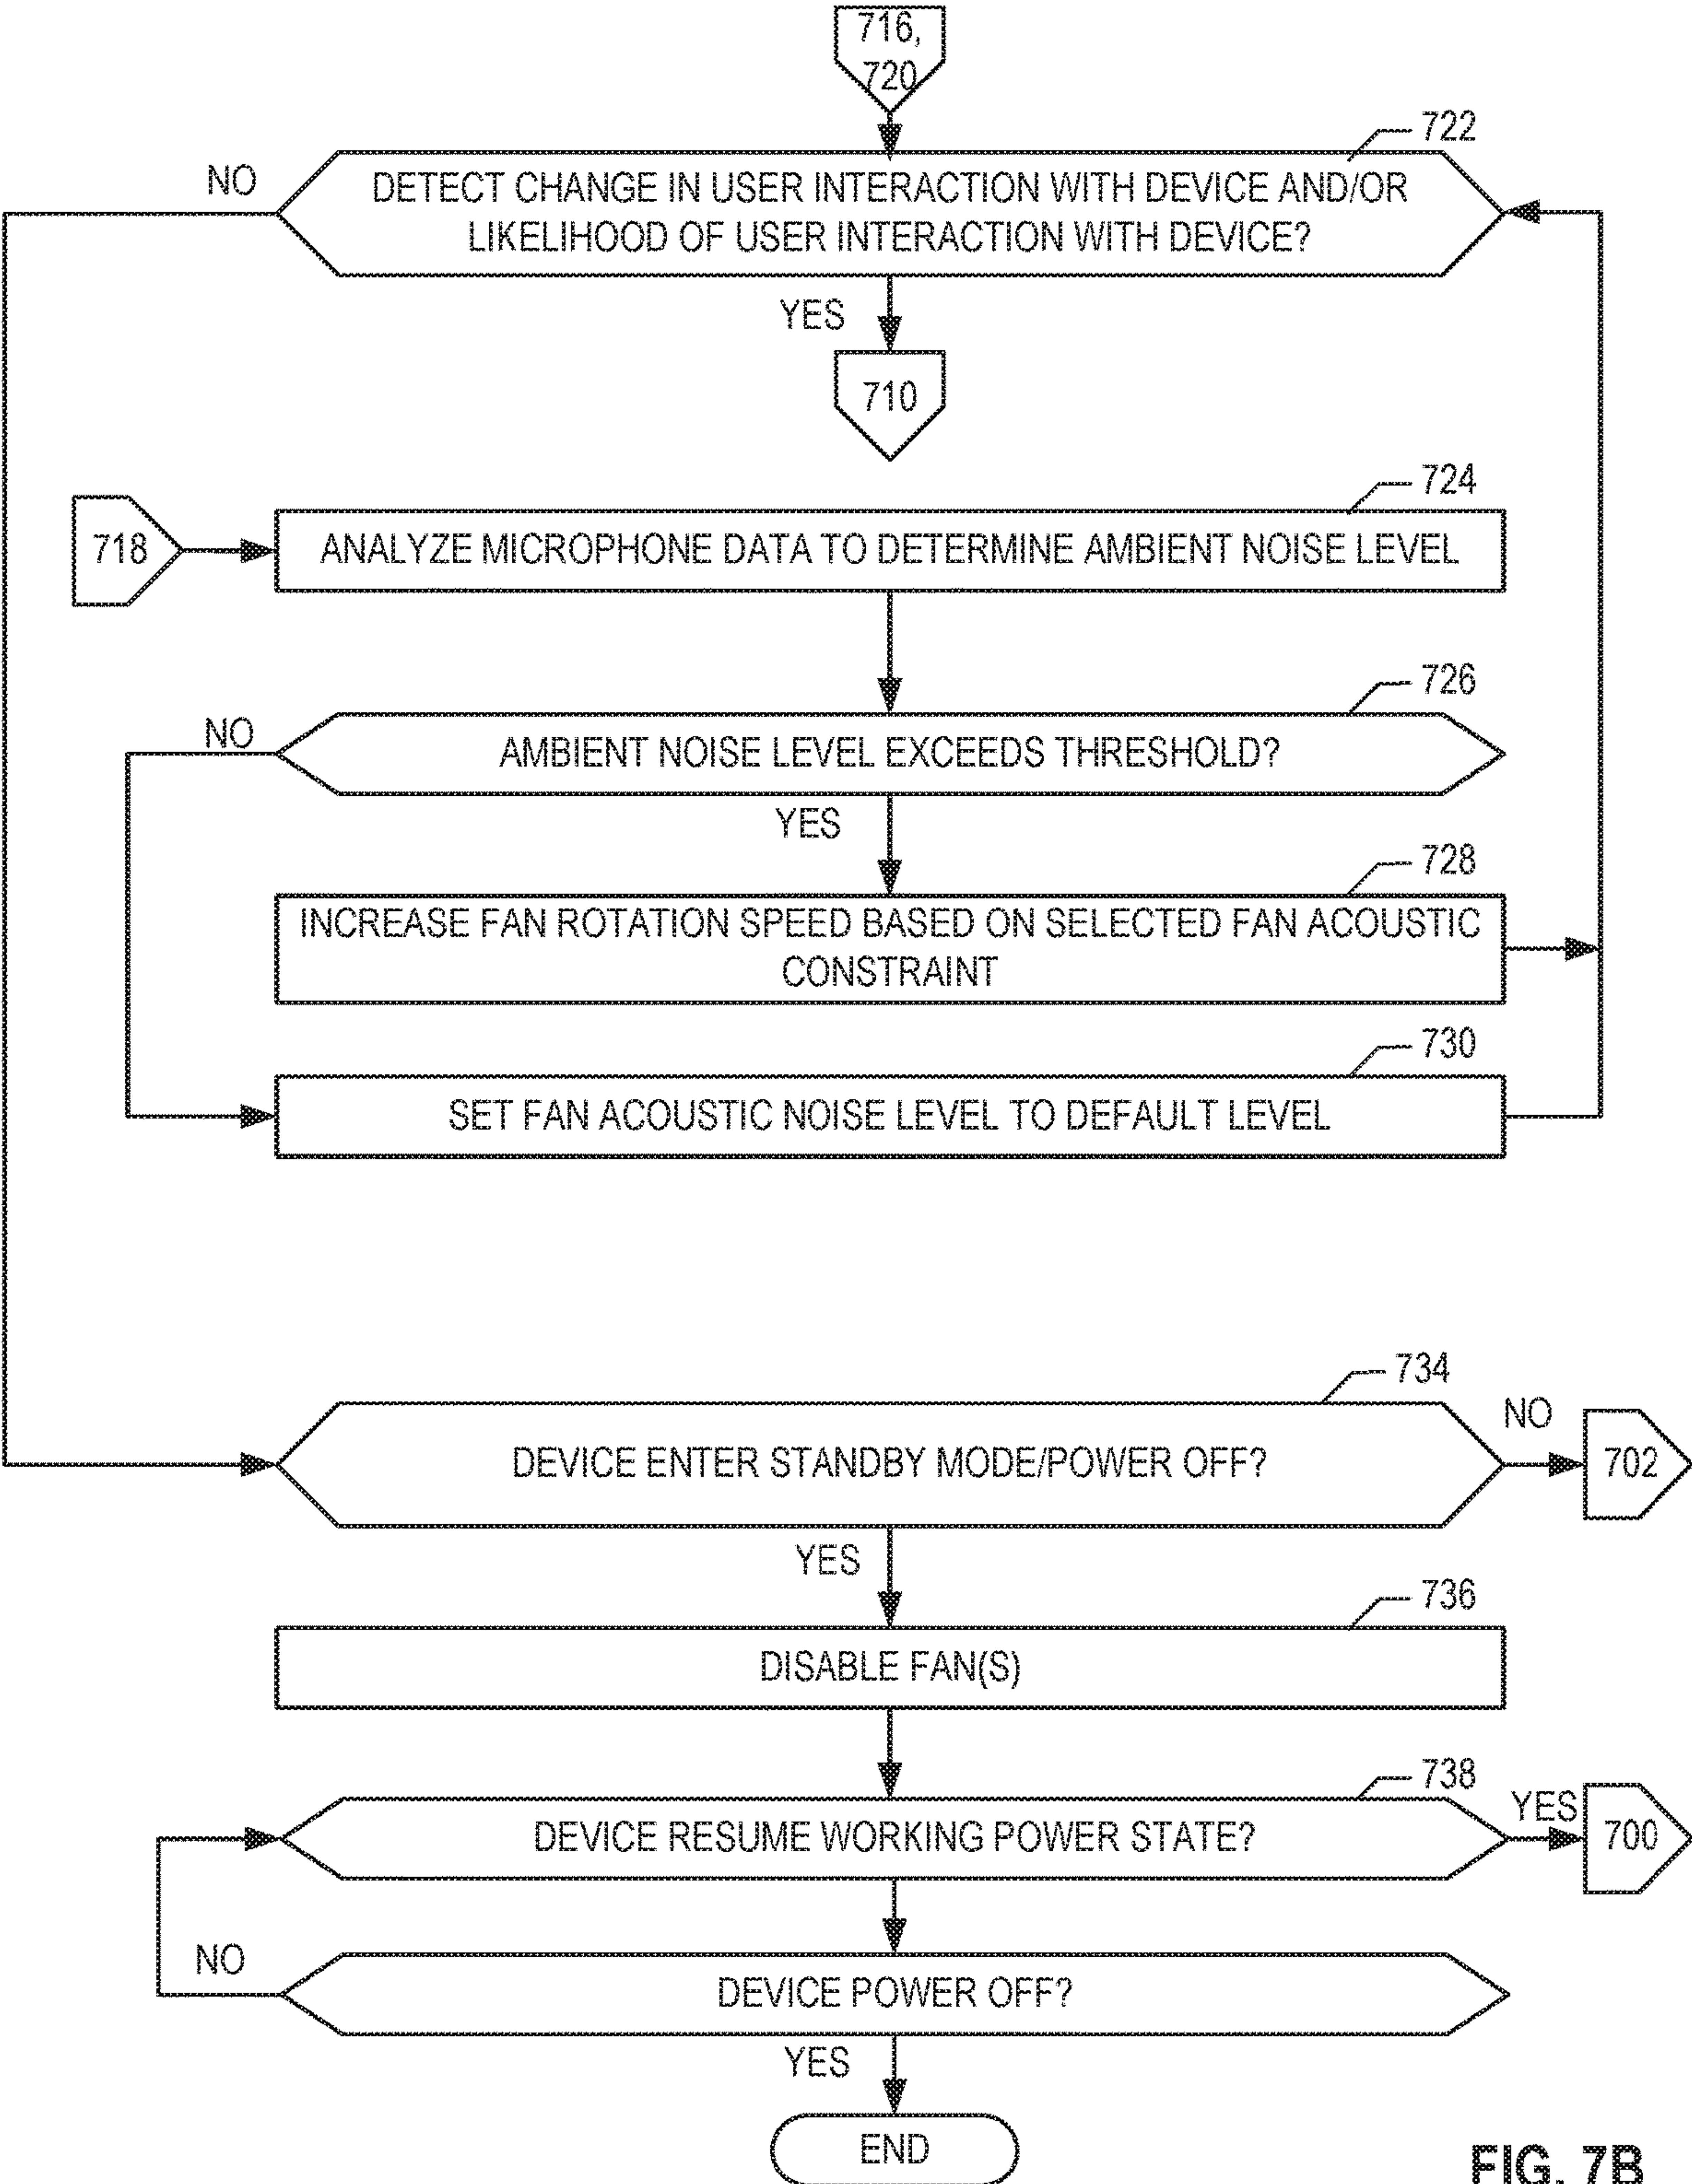 716,
720
722
NO
DETECT CHANGE IN USER INTERACTION WITH DEVICE AND/OR
LIKELIHOOD OF USER INTERACTION WITH DEVICE?
YES
710
724
718
ANALYZE MICROPHONE DATA TO DETERMINE AMBIENT NOISE LEVEL
726
NO
AMBIENT NOISE LEVEL EXCEEDS THRESHOLD?
YES
728
INCREASE FAN ROTATION SPEED BASED ON SELECTED FAN ACOUSTIC
CONSTRAINT
730
SET FAN ACOUSTIC NOISE LEVEL TO DEFAULT LEVEL
734
NO
DEVICE ENTER STANDBY MODE/POWER OFF?
702
YES
736
DISABLE FAN(S)
738
YES
DEVICE RESUME WORKING POWER STATE?
700
NO
DEVICE POWER OFF?
YES
END
FIG. 7B